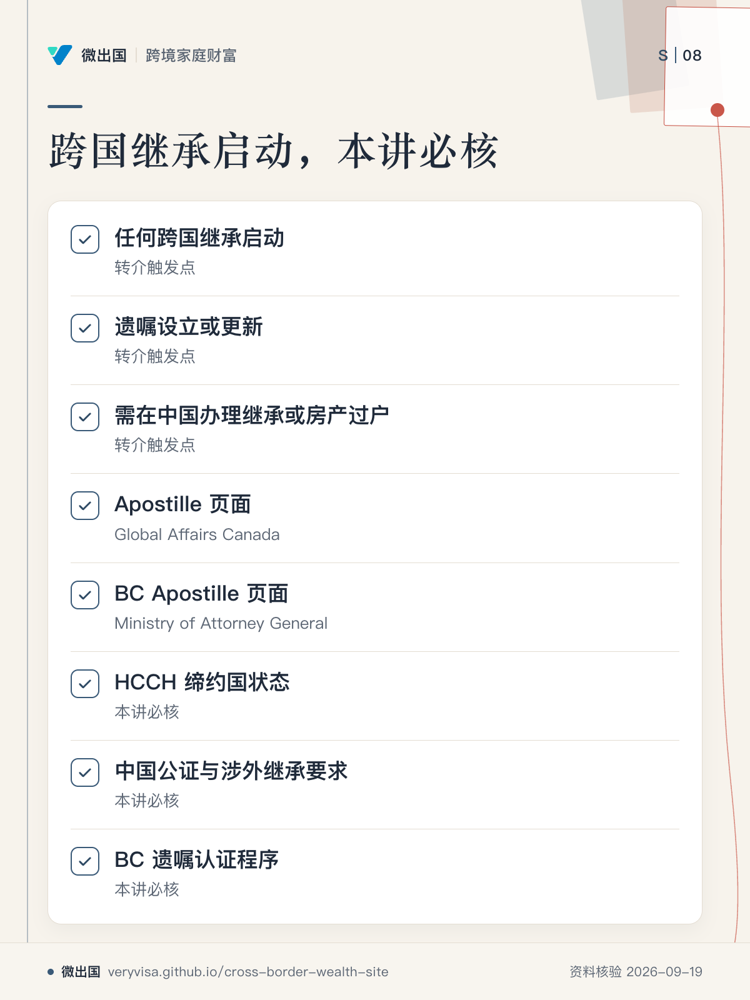 微出国 | 跨境家庭财富
S | 08
跨国继承启动，本讲必核
任何跨国继承启动
转介触发点
遗嘱设立或更新
转介触发点
需在中国办理继承或房产过户
转介触发点
Apostille 页面
Global Affairs Canada
BC Apostille 页面
Ministry of Attorney General
HCCH 缔约国状态
本讲必核
中国公证与涉外继承要求
本讲必核
BC 遗嘱认证程序
本讲必核
微出国 veryvisa.github.io/cross-border-wealth-site
资料核验 2026-09-19